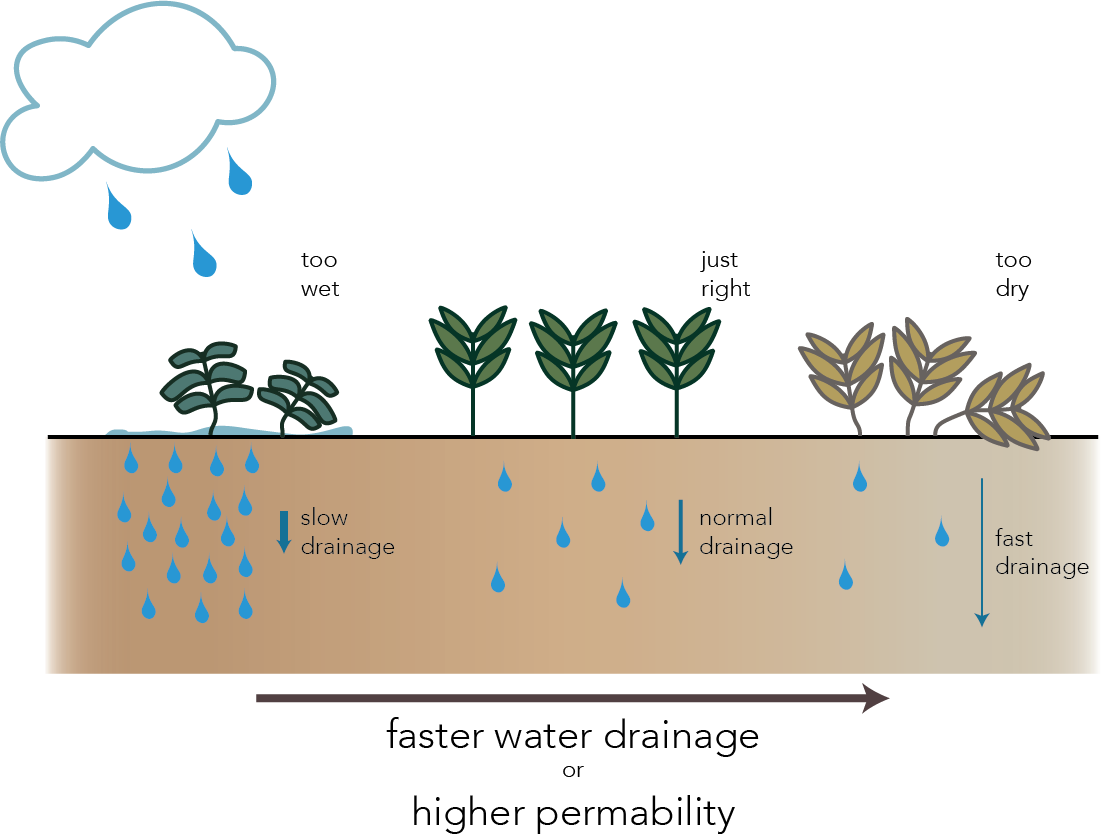 too
wet
just
right
too
dry
slow
drainage
normal
drainage
fast
drainage
faster water drainage
or
higher permability